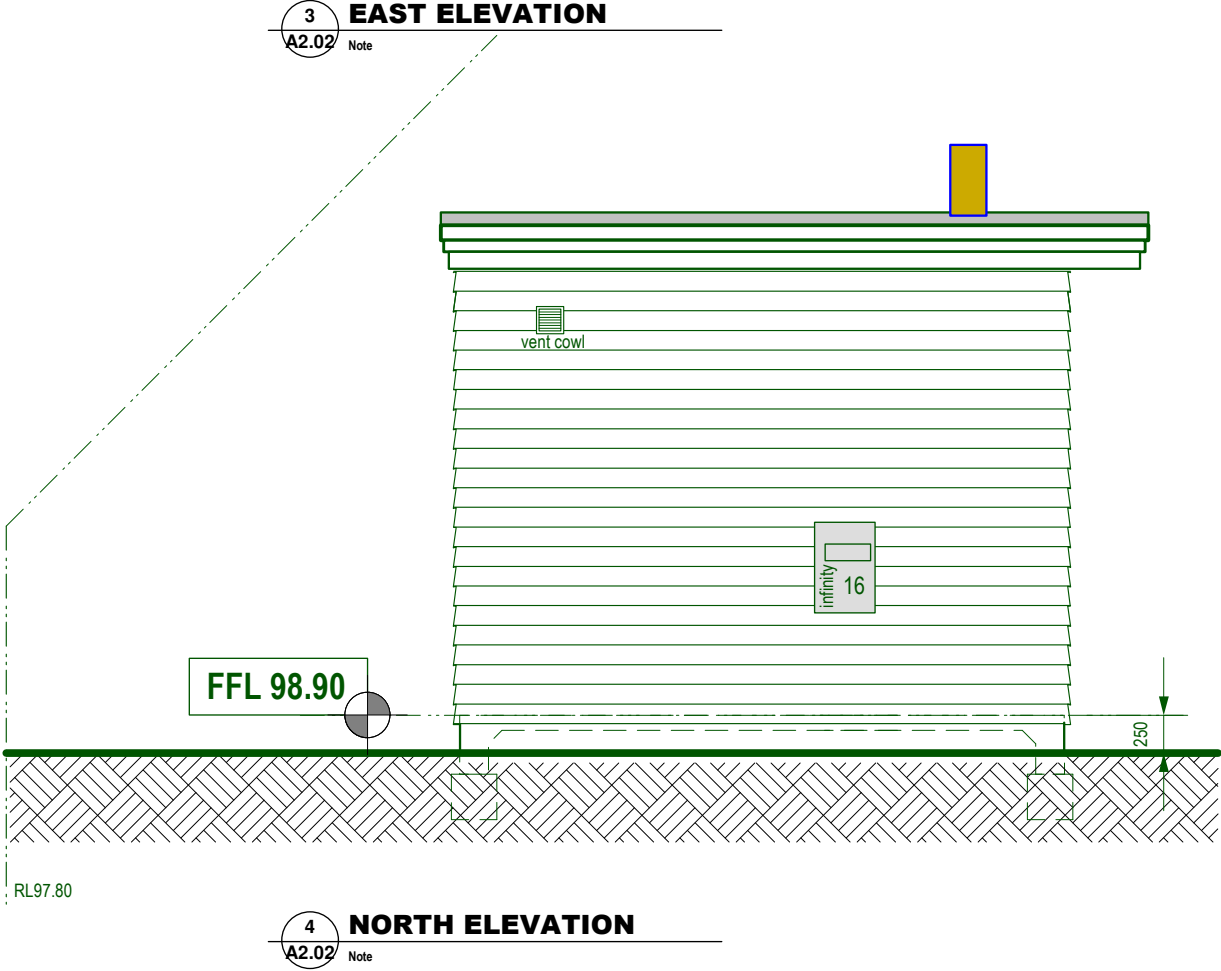 3
EAST ELEVATION
A2.02
Note
vent cowl
infinity
16
FFL 98.90
250
RL97.80
4
NORTH ELEVATION
A2.02
Note